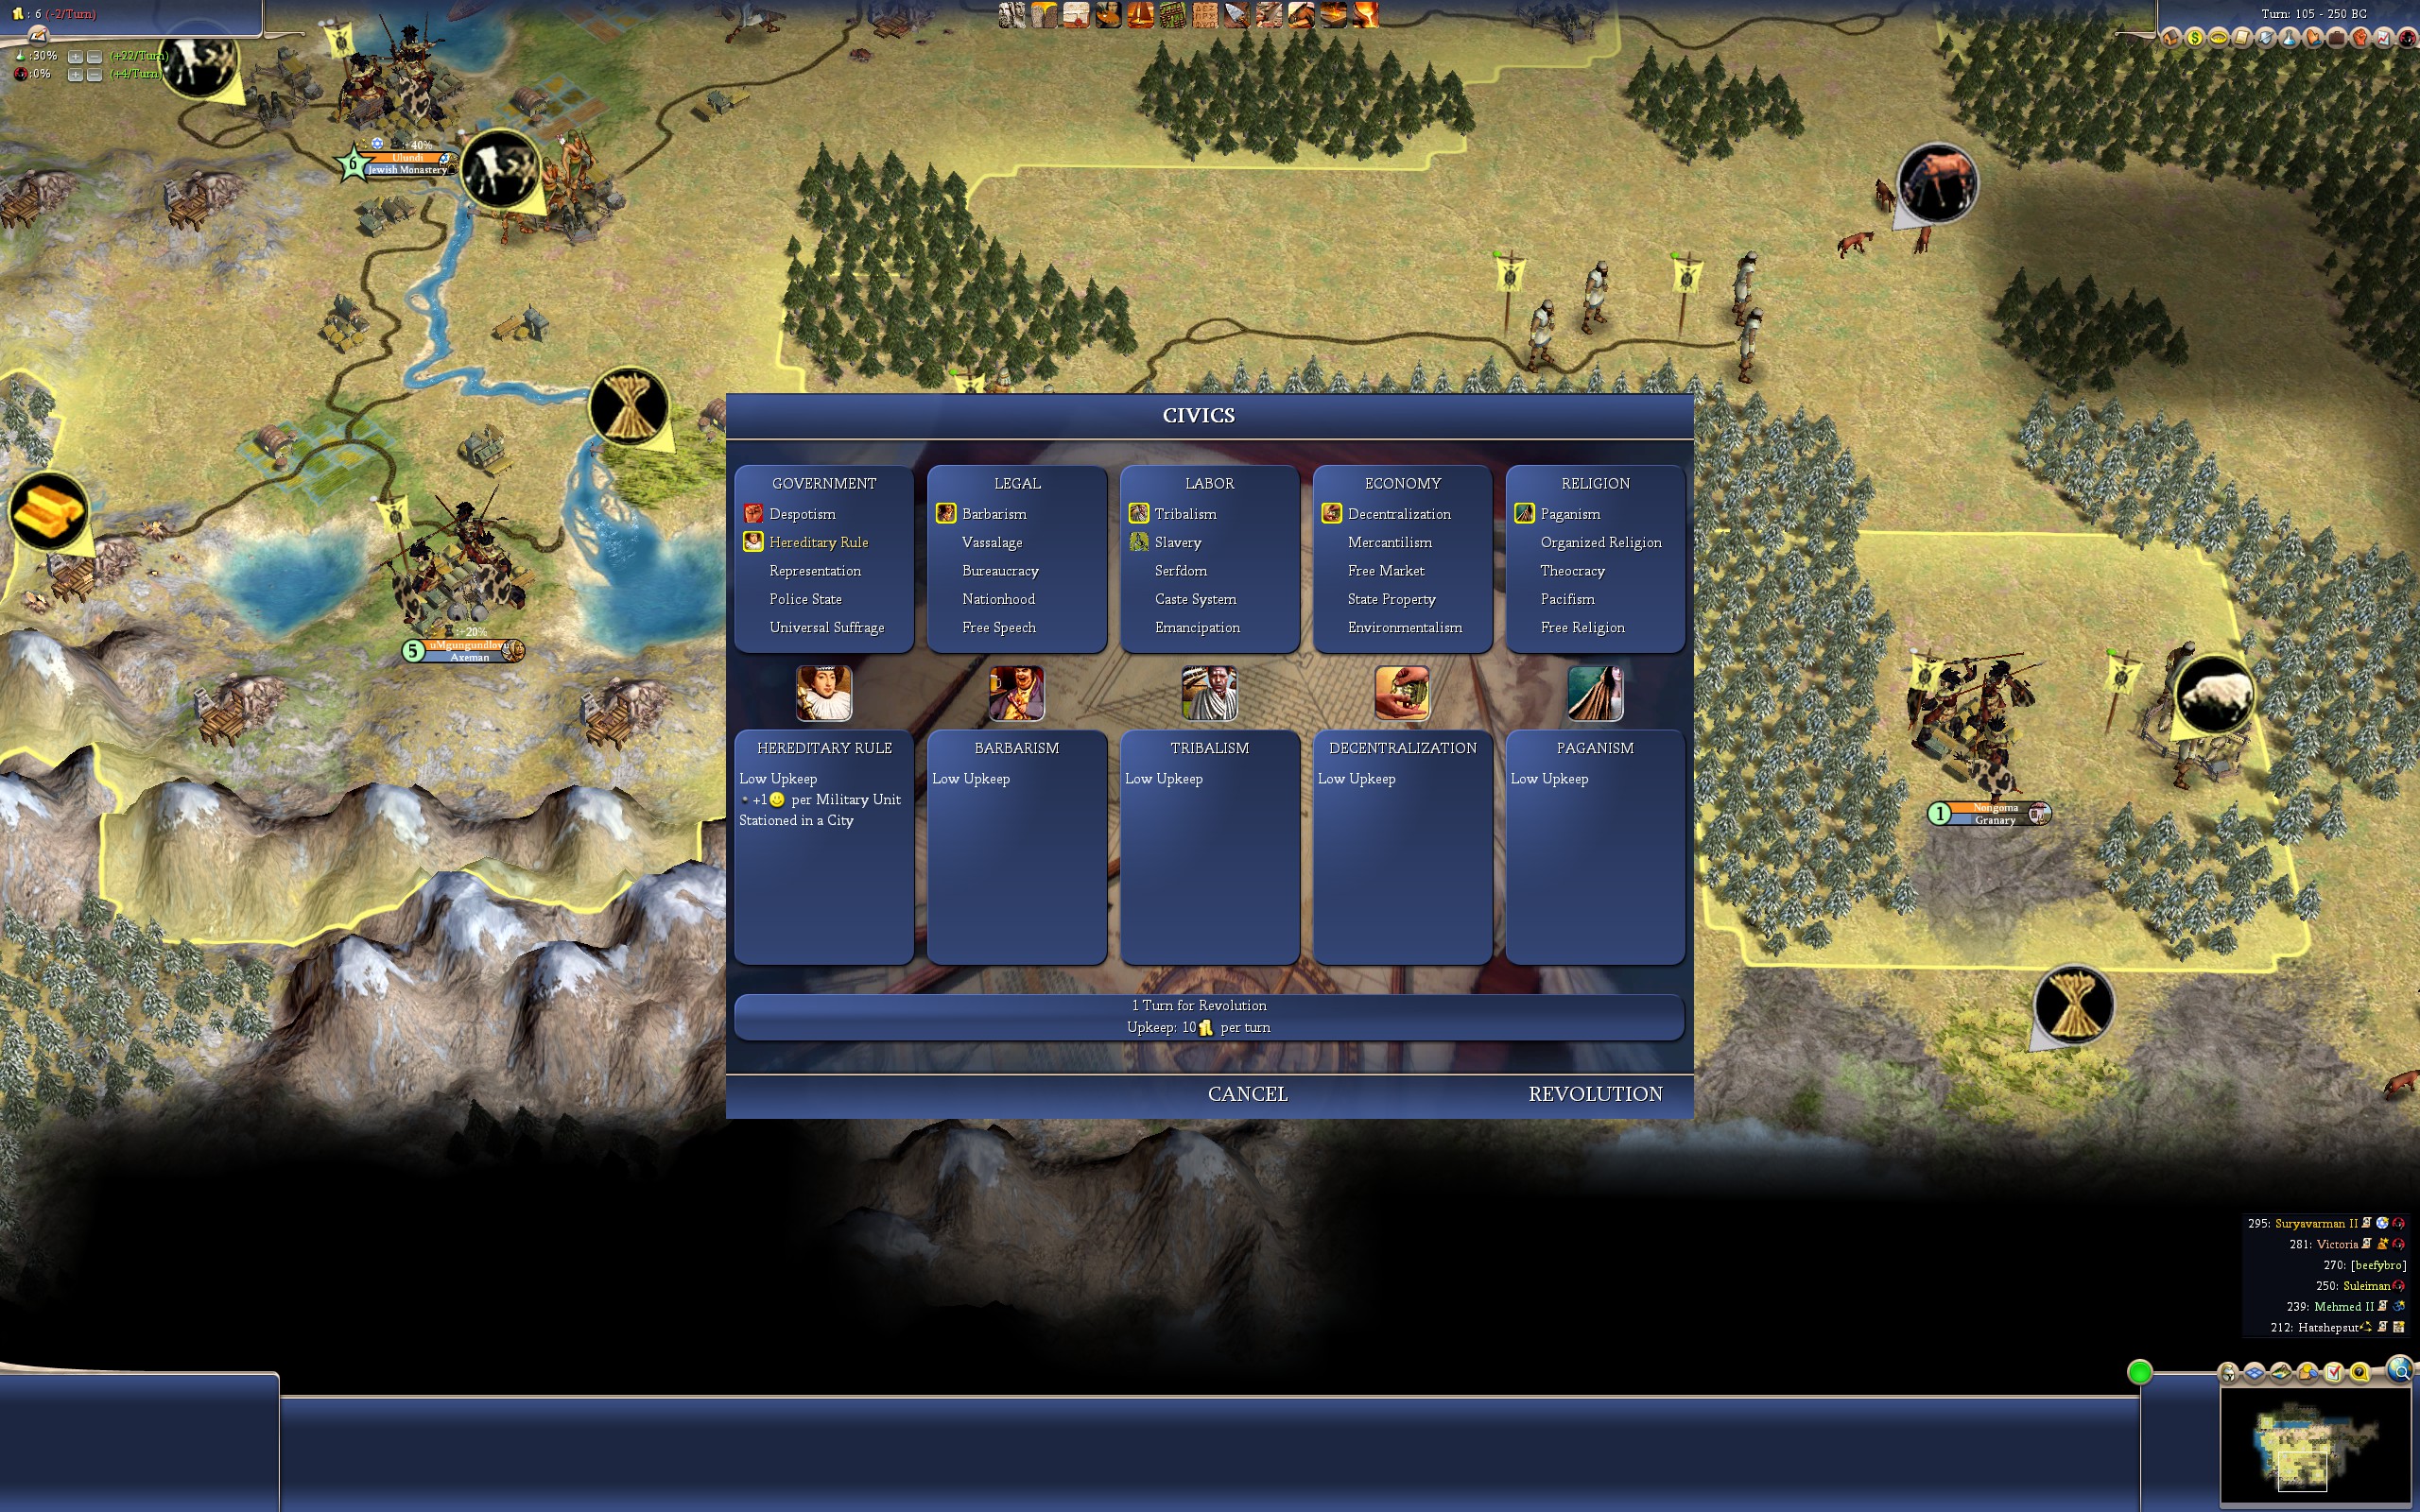 : 6 (-2/Turn)
Turn: 105 - 250 BC
:30% (+22/Turn)
:0% (+4/Turn)
+40%
6 Ulundi
Jewish Monastery
CIVICS
GOVERNMENT
Despotism
Hereditary Rule
Representation
Police State
Universal Suffrage
LEGAL
Barbarism
Vassalage
Bureaucracy
Nationhood
Free Speech
LABOR
Tribalism
Slavery
Serfdom
Caste System
Emancipation
ECONOMY
Decentralization
Mercantilism
Free Market
State Property
Environmentalism
RELIGION
Paganism
Organized Religion
Theocracy
Pacifism
Free Religion
:+20%
5 uMgungundlovu
Axeman
HEREDITARY RULE
Low Upkeep
• +1 per Military Unit
Stationed in a City
BARBARISM
Low Upkeep
TRIBALISM
Low Upkeep
DECENTRALIZATION
Low Upkeep
PAGANISM
Low Upkeep
1 Nongoma
Granary
1 Turn for Revolution
Upkeep: 10 per turn
CANCEL
REVOLUTION
295: Suryavarman II
281: Victoria
270: [beefybro]
250: Suleiman
239: Mehmed II
212: Hatshepsut